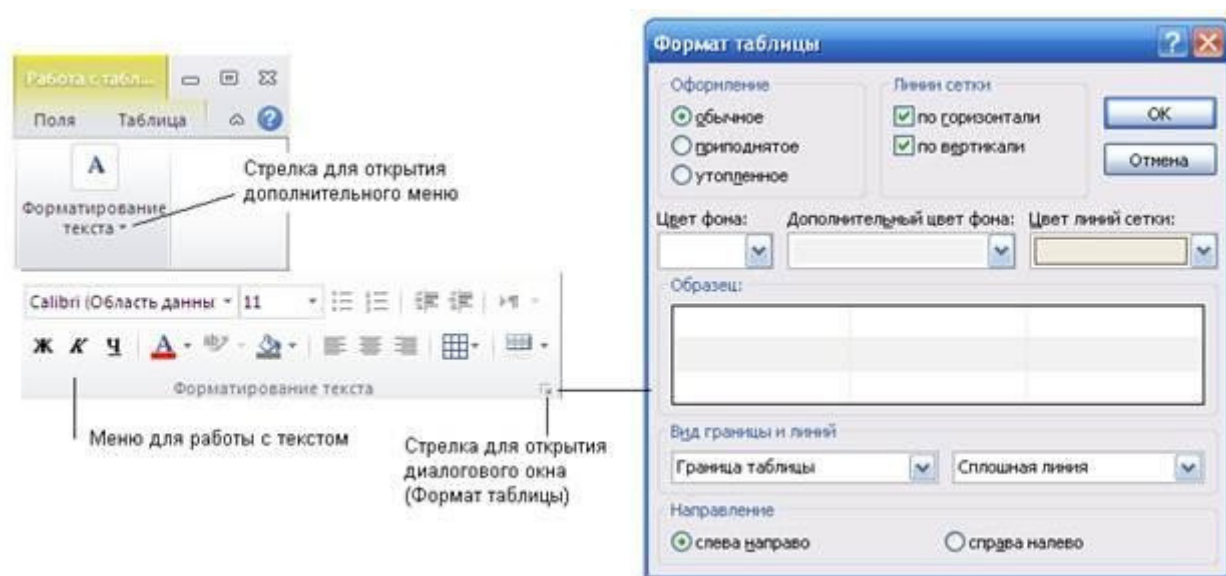 Работа с табл...
Поля Таблица
А
Форматирование
текста
Стрелка для открытия
дополнительного меню
Calibri (Область данны 11
Ж К Ч А
Форматирование текста
Меню для работы с текстом
Стрелка для открытия
диалогового окна
(Формат таблицы)
Формат таблицы
Оформление
обычное
приподнятое
утопленное
Линии сетки
по горизонтали
по вертикали
OK
Отмена
Цвет фона: Дополнительный цвет фона: Цвет линий сетки:
Образец:
Вид границы и линий
Граница таблицы Сплошная линия
Направление
слева направо справа налево